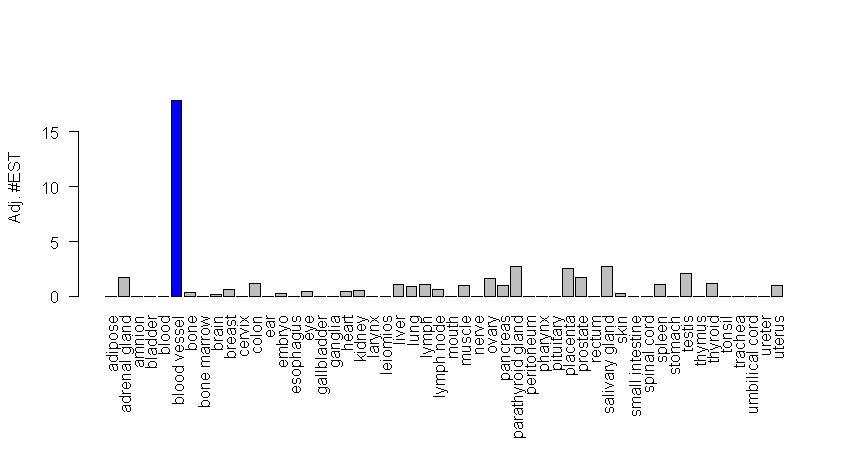 Adj. #EST
15
10
5
0
adipose
adrenal gland
amnion
bladder
blood
blood vessel
bone
bone marrow
brain
breast
cervix
colon
ear
embryo
esophagus
eye
gallbladder
ganglia
heart
kidney
larynx
leiomios
liver
lung
lymph
lymph node
mouth
muscle
nerve
ovary
pancreas
parathyroid gland
peritoneum
pharynx
pituitary
placenta
prostate
rectum
salivary gland
skin
small intestine
spinal cord
spleen
stomach
testis
thymus
thyroid
tonsil
trachea
umbilical cord
ureter
uterus